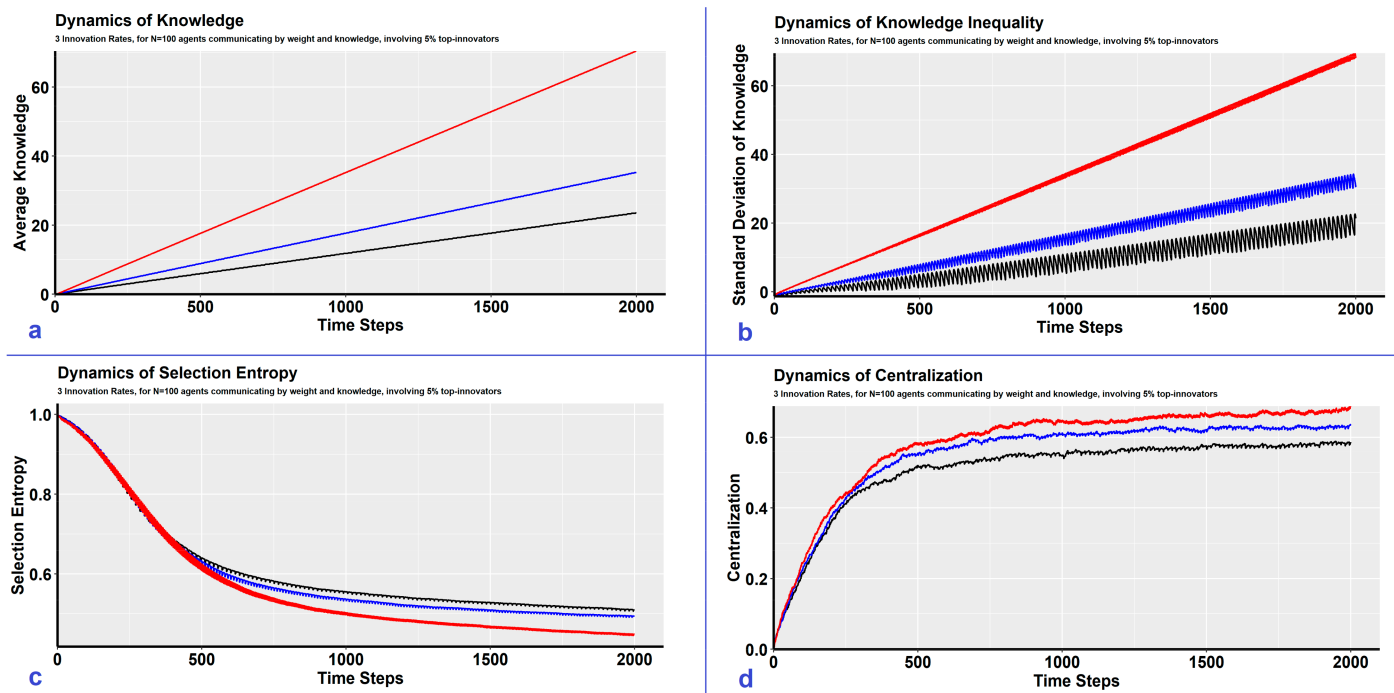 Dynamics of Knowledge
3 Innovation Rates, for N=100 agents communicating by weight and knowledge, involving 5% top-innovators
Average Knowledge
60
40
20
0
0 500 1000 1500 2000
Time Steps
a
Dynamics of Knowledge Inequality
3 Innovation Rates, for N=100 agents communicating by weight and knowledge, involving 5% top-innovators
Standard Deviation of Knowledge
60
40
20
0
0 500 1000 1500 2000
Time Steps
b
Dynamics of Selection Entropy
3 Innovation Rates, for N=100 agents communicating by weight and knowledge, involving 5% top-innovators
Selection Entropy
1.0
0.8
0.6
0 500 1000 1500 2000
Time Steps
c
Dynamics of Centralization
3 Innovation Rates, for N=100 agents communicating by weight and knowledge, involving 5% top-innovators
Centralization
0.6
0.4
0.2
0.0
0 500 1000 1500 2000
Time Steps
d